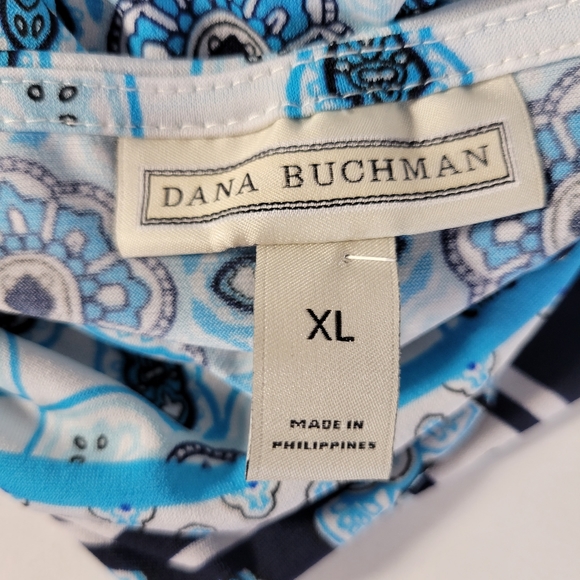 DANA BUCHMAN
XL
MADE IN
PHILIPPINES